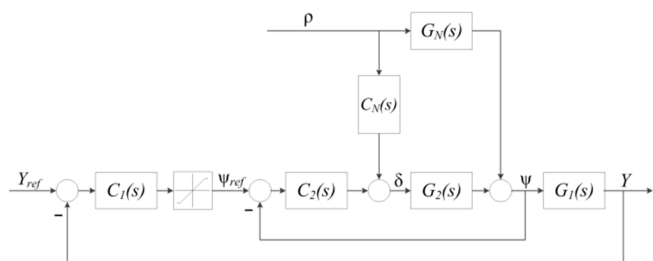 ρ
G_N(s)
C_N(s)
Y_ref
C_1(s)
ψ_ref
C_2(s)
δ
G_2(s)
ψ
G_1(s)
Y
−
−